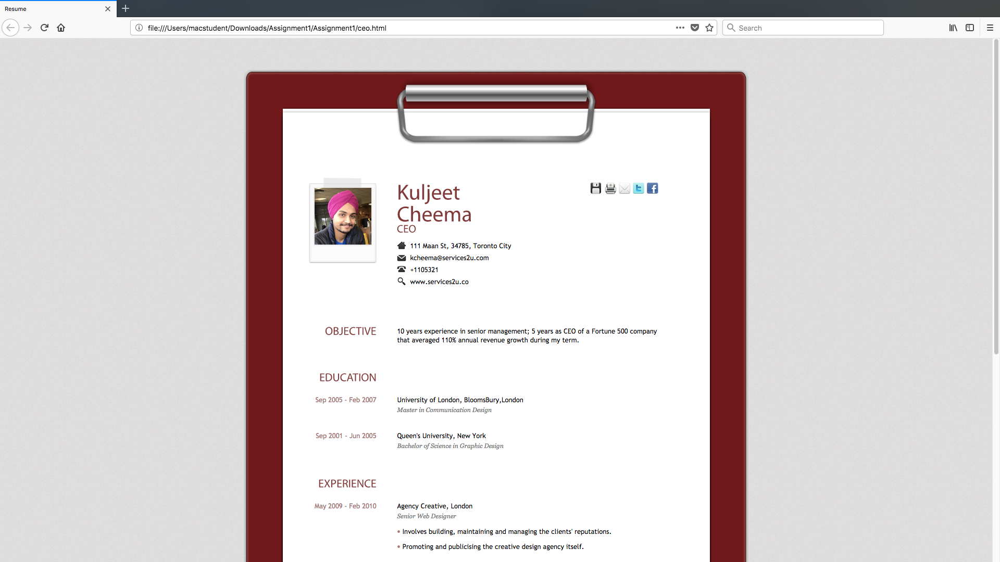 Resume
file:///Users/macstudent/Downloads/Assignment1/Assignment1/ceo.html
Search
Kuljeet
Cheema
CEO
111 Maan St, 34785, Toronto City
kcheema@services2u.com
+1105321
www.services2u.co
OBJECTIVE
10 years experience in senior management; 5 years as CEO of a Fortune 500 company
that averaged 110% annual revenue growth during my term.
EDUCATION
Sep 2005 - Feb 2007
University of London, BloomsBury,London
Master in Communication Design
Sep 2001 - Jun 2005
Queen's University, New York
Bachelor of Science in Graphic Design
EXPERIENCE
May 2009 - Feb 2010
Agency Creative, London
Senior Web Designer
• Involves building, maintaining and managing the clients' reputations.
• Promoting and publicising the creative design agency itself.